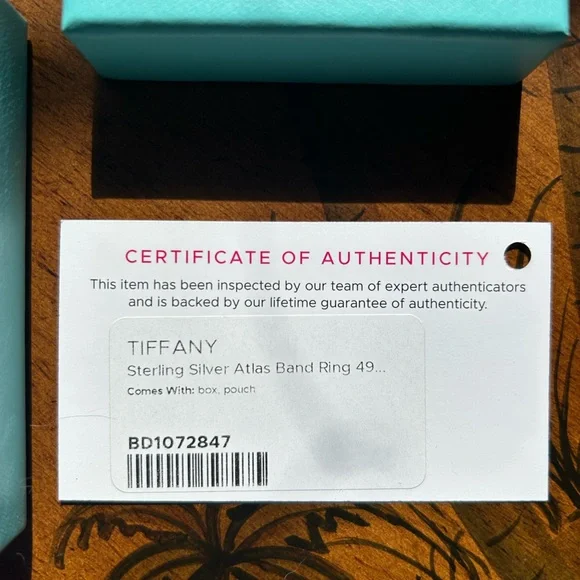 CERTIFICATE OF AUTHENTICITY
This item has been inspected by our team of expert authenticators
and is backed by our lifetime guarantee of authenticity.
TIFFANY
Sterling Silver Atlas Band Ring 49...
Comes With: box, pouch
BD1072847